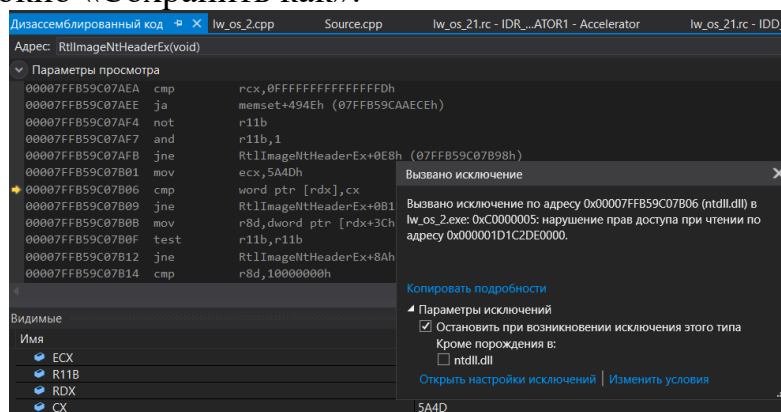 окно «Сохранить как».
Дизассемблированный код
lw_os_2.cpp
Source.cpp
lw_os_21.rc - IDR_...ATOR1 - Accelerator
lw_os_21.rc - IDD_
Адрес: RtlImageNtHeaderEx(void)
Параметры просмотра
00007FFB59C07AEA cmp rcx,0FFFFFFFFFFFFFFFDh
00007FFB59C07AEE ja memset+494Eh (07FFB59CAAECEh)
00007FFB59C07AF4 not r11b
00007FFB59C07AF7 and r11b,1
00007FFB59C07AFB jne RtlImageNtHeaderEx+0E8h (07FFB59C07B98h)
00007FFB59C07B01 mov ecx,5A4Dh
00007FFB59C07B06 cmp word ptr [rdx],cx
00007FFB59C07B09 jne RtlImageNtHeaderEx+0B1
00007FFB59C07B0B mov r8d,dword ptr [rdx+3Ch
00007FFB59C07B0F test r11b,r11b
00007FFB59C07B12 jne RtlImageNtHeaderEx+8Ah
00007FFB59C07B14 cmp r8d,10000000h
Вызвано исключение
Вызвано исключение по адресу 0x00007FFB59C07B06 (ntdll.dll) в
lw_os_2.exe: 0xC0000005: нарушение прав доступа при чтении по
адресу 0x000001D1C2DE0000.
Копировать подробности
Параметры исключений
Остановить при возникновении исключения этого типа
Кроме порождения в:
ntdll.dll
Открыть настройки исключений | Изменить условия
Видимые
Имя
ECX
R11B
RDX
CX 5A4D